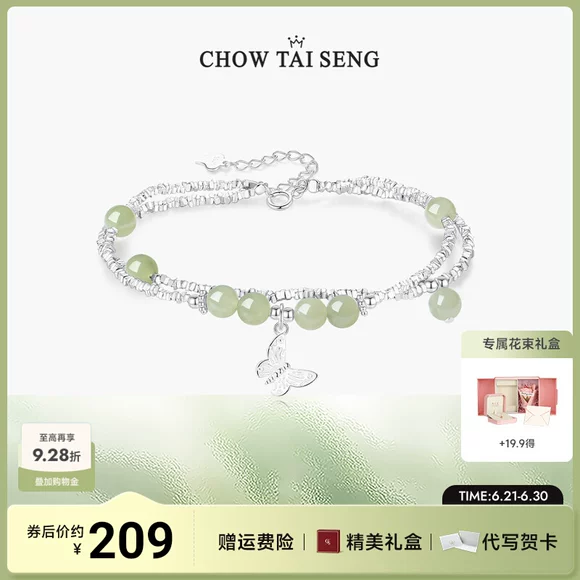 CHOW TAI SENG
专属花束礼盒
+19.9得
至高再享
9.28折
叠加购物金
TIME:6.21-6.30
券后价约
¥209
赠运费险
精美礼盒
代写贺卡